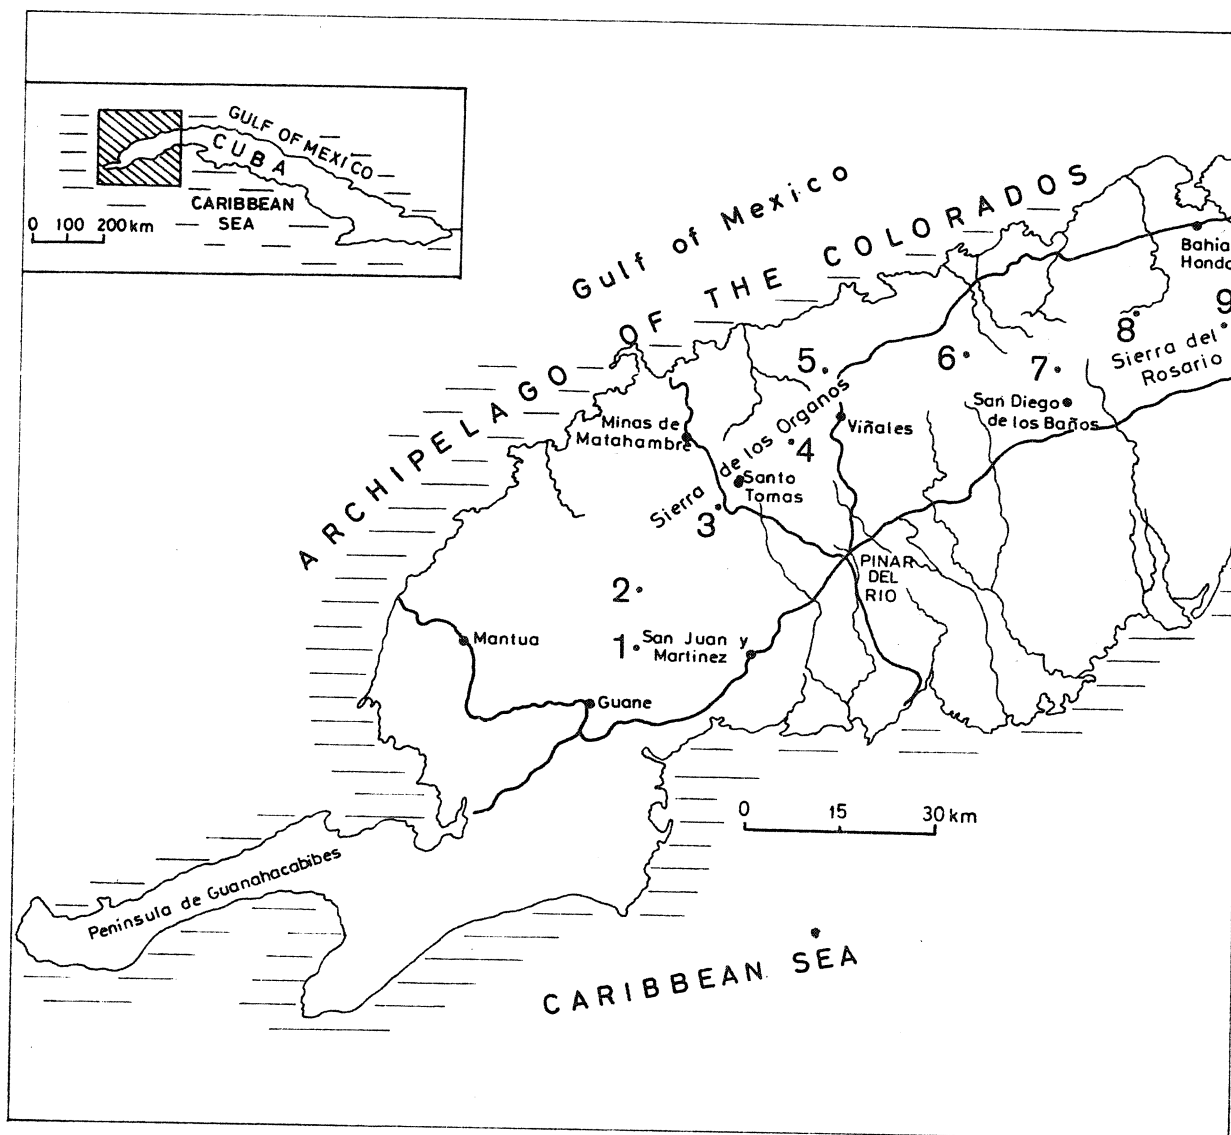 GULF OF MEXICO
CUBA
CARIBBEAN
SEA
0 100 200 km
Gulf of Mexico
ARCHIPELAGO OF THE COLORADOS
Bahia
Hond
9
8
Sierra del
Rosario
5
6
7
San Diego
de los Baños
Minas de
Matahambre
Sierra de los Organos
Viñales
4
Santo
Tomas
3
PINAR
DEL
RIO
2
Mantua
1
San Juan y
Martinez
Guane
0 15 30 km
Peninsula de Guanahacabibes
CARIBBEAN SEA